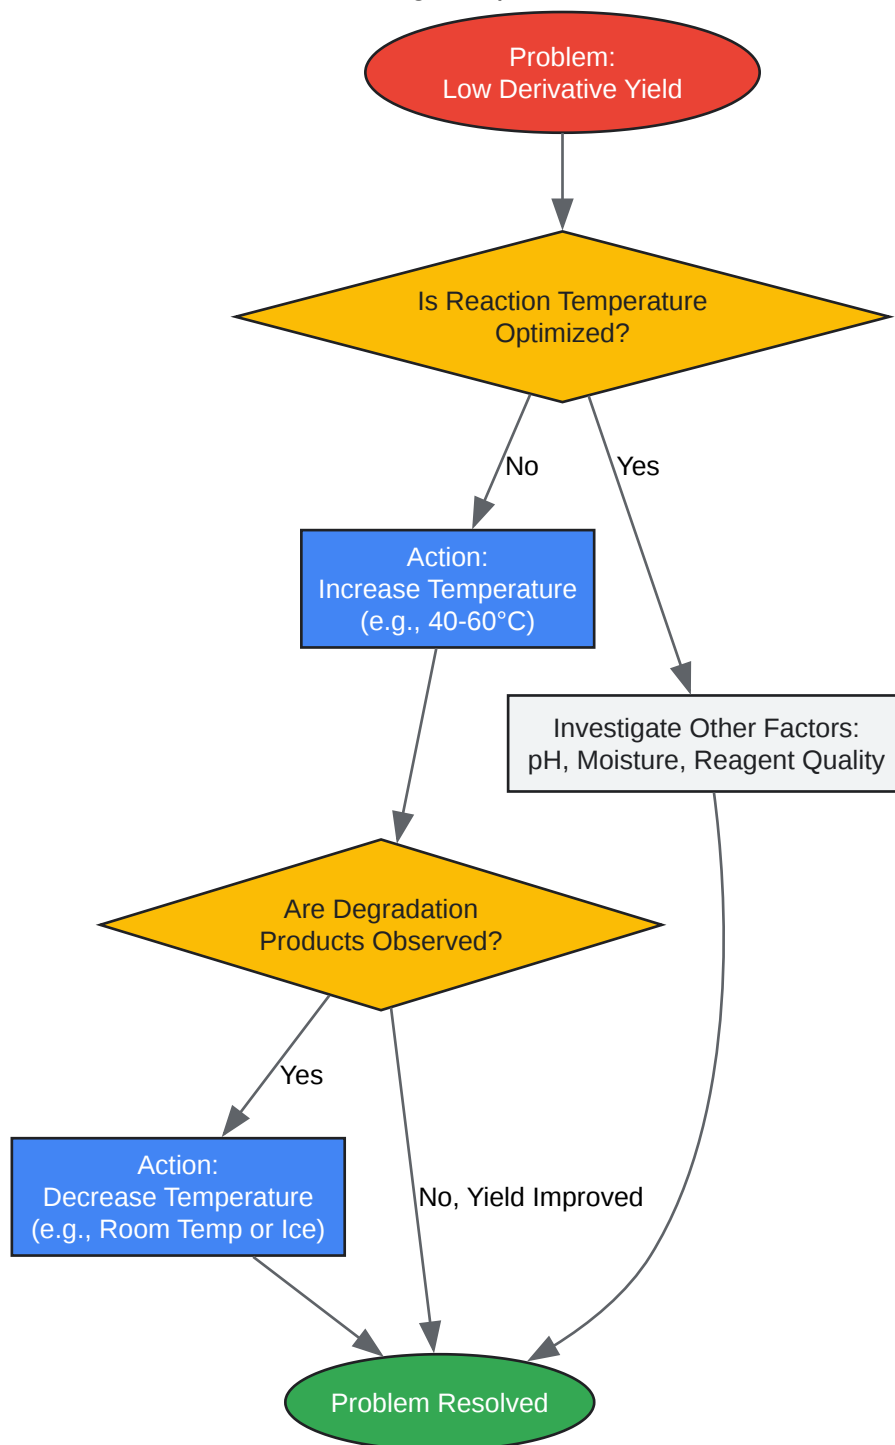 Problem:
Low Derivative Yield
Is Reaction Temperature
Optimized?
No
Yes
Action:
Increase Temperature
(e.g., 40-60°C)
Investigate Other Factors:
pH, Moisture, Reagent Quality
Are Degradation
Products Observed?
Yes
Action:
Decrease Temperature
(e.g., Room Temp or Ice)
No, Yield Improved
Problem Resolved